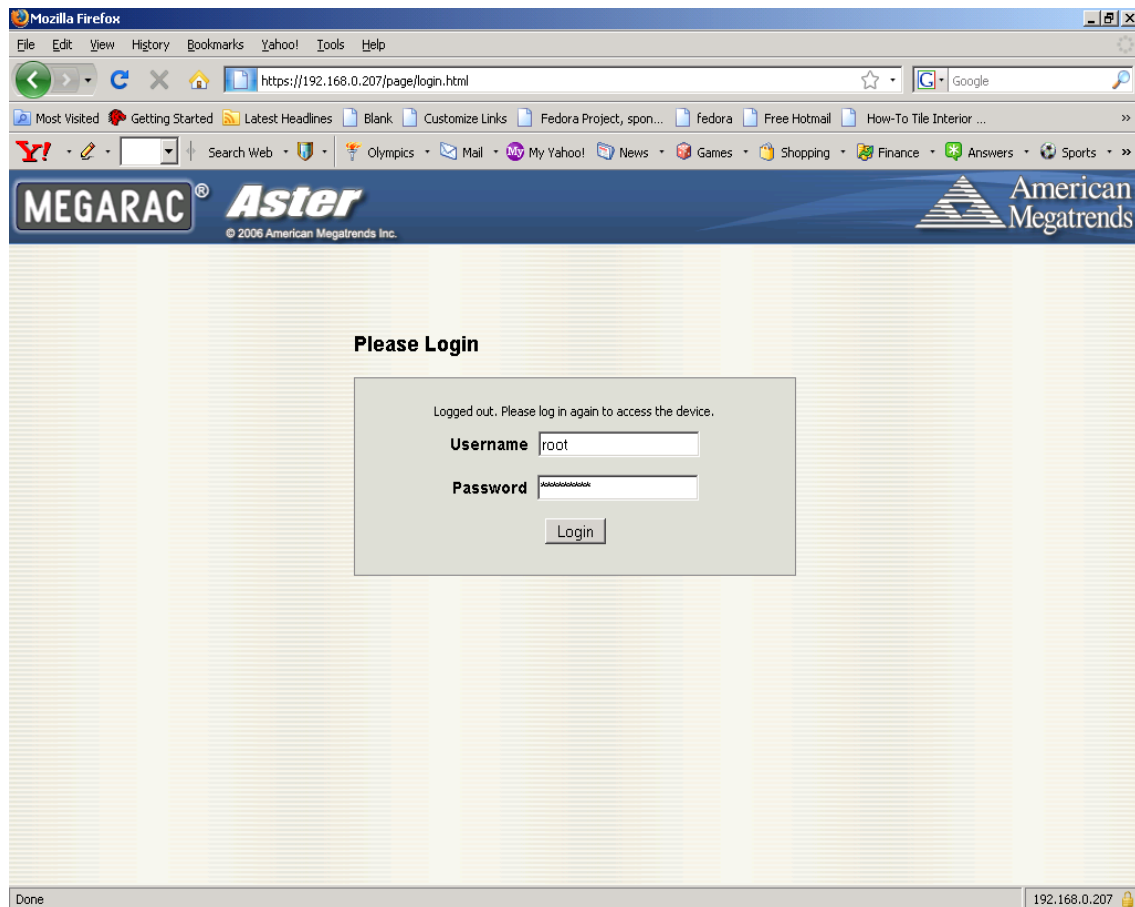 Mozilla Firefox
File Edit View History Bookmarks Yahoo! Tools Help
https://192.168.0.207/page/login.html
G Google
Most Visited Getting Started Latest Headlines Blank Customize Links Fedora Project, spon... fedora Free Hotmail How-To Tile Interior ... »
Y! Search Web Olympics Mail My My Yahoo! News Games Shopping Finance Answers Sports »
MEGARAC® Aster
© 2006 American Megatrends Inc.
American
Megatrends
Please Login
Logged out. Please log in again to access the device.
Username root
Password **********
Login
Done 192.168.0.207